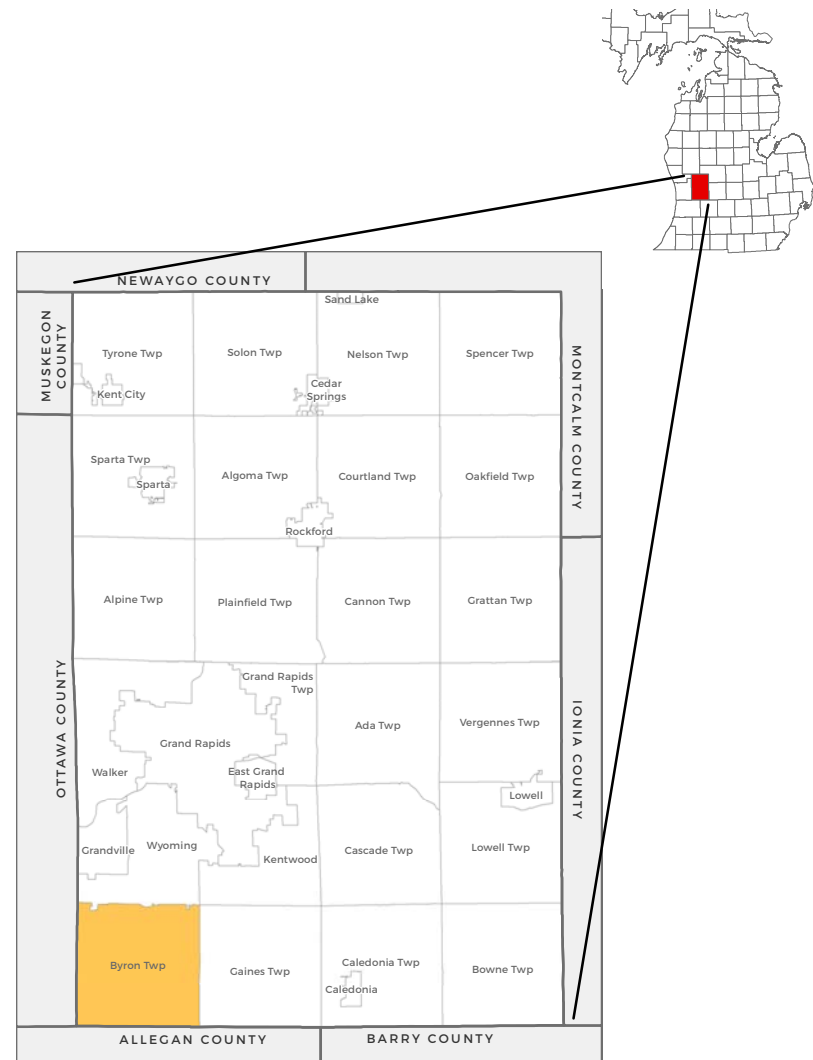 NEWAYGO COUNTY
MUSKEGON
COUNTY
MONTCALM COUNTY
OTTAWA COUNTY
IONIA COUNTY
Sand Lake
Tyrone Twp
Solon Twp
Nelson Twp
Spencer Twp
Kent City
Cedar
Springs
Sparta Twp
Sparta
Algoma Twp
Courtland Twp
Oakfield Twp
Rockford
Alpine Twp
Plainfield Twp
Cannon Twp
Grattan Twp
Grand Rapids
Twp
Grand Rapids
Ada Twp
Vergennes Twp
Walker
East Grand
Rapids
Lowell
Grandville
Wyoming
Kentwood
Cascade Twp
Lowell Twp
Byron Twp
Gaines Twp
Caledonia Twp
Caledonia
Bowne Twp
ALLEGAN COUNTY
BARRY COUNTY